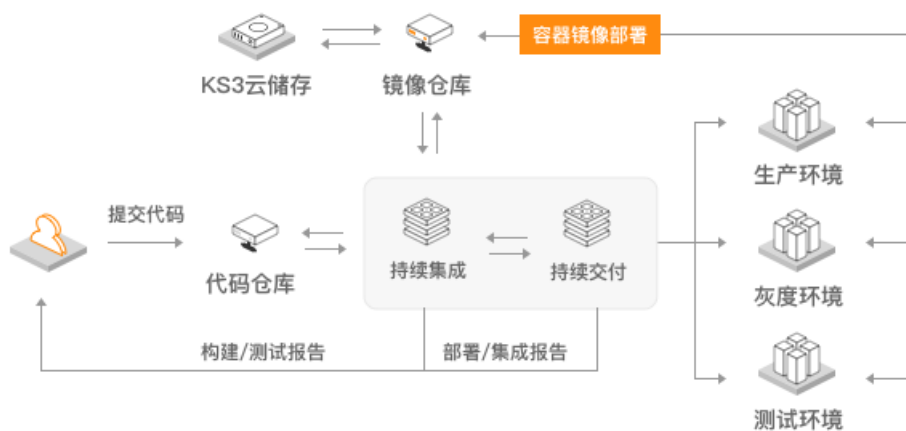 容器镜像部署
KS3云储存
镜像仓库
生产环境
提交代码
代码仓库
持续集成
持续交付
灰度环境
构建/测试报告
部署/集成报告
测试环境